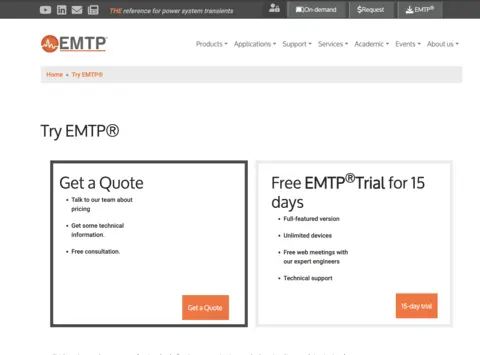 THE reference for power system transients
On-demand
$Request
EMTP®
EMTP
Products
Applications
Support
Services
Academic
Events
About us
Home » Try EMTP®
Try EMTP®
Get a Quote
Talk to our team about
pricing
Get some technical
information.
Free consultation.
Get a Quote
Free EMTP®Trial for 15
days
Full-featured version
Unlimited devices
Free web meetings with
our expert engineers
Technical support
15-day trial